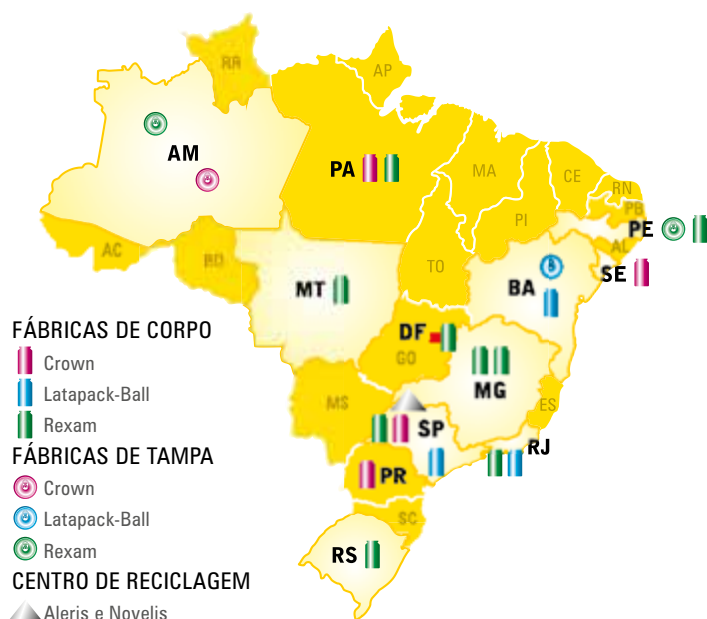 RR
AP
AM
PA
MA
CE
RN
PB
PI
PE
AL
AC
TO
SE
BA
MT
DF
GO
MG
ES
MS
SP
RJ
PR
SC
RS
FÁBRICAS DE CORPO
Crown
Latapack-Ball
Rexam
FÁBRICAS DE TAMPA
Crown
Latapack-Ball
Rexam
CENTRO DE RECICLAGEM
Aleris e Novelis